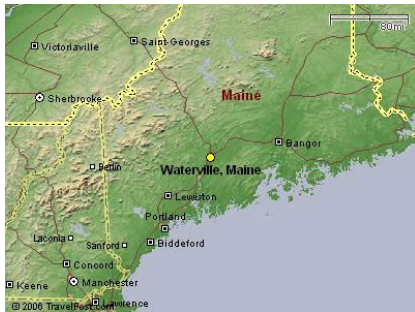 80mi
Victoriaville
Saint-Georges
Sherbrooke
Maine
Bangor
Berlin
Waterville, Maine
Lewiston
Portland
Laconia
Sanford
Biddeford
Concord
Manchester
Keene
Lawrence
© 2006 TravelPost.com